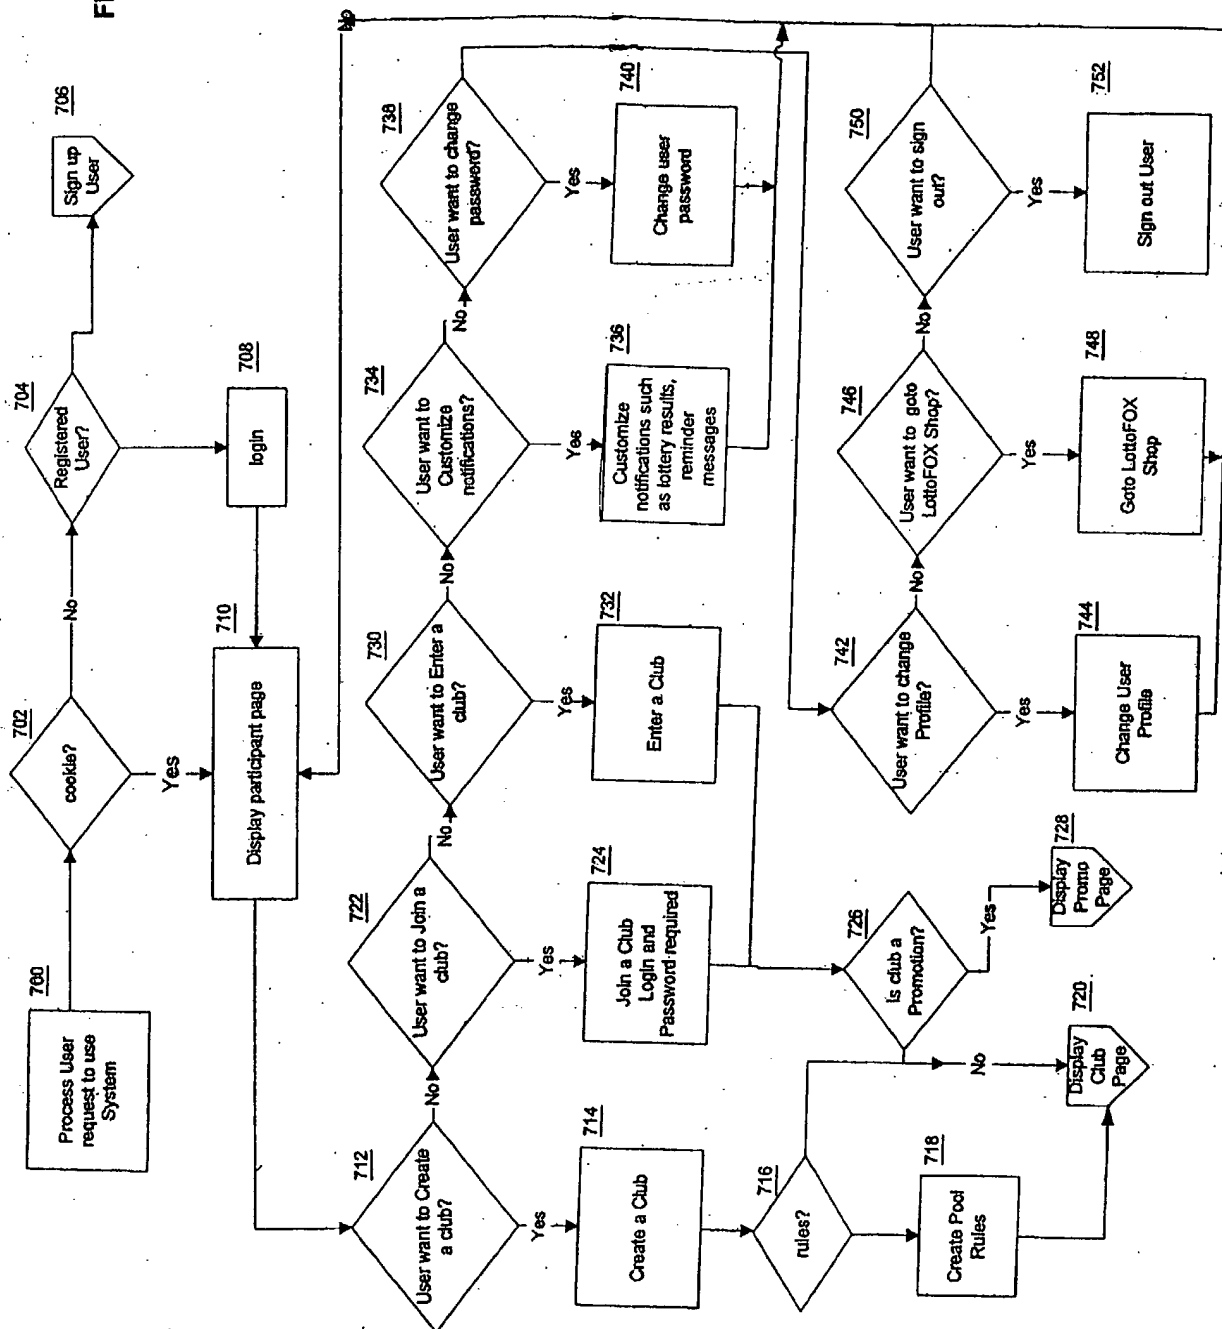 FI
700
Process User
request to use
System
702
cookie?
No
Yes
704
Registered
User?
706
Sign up
User
708
login
710
Display participant page
No
712
User want to Create
a club?
No
Yes
714
Create a Club
716
rules?
718
Create Pool
Rules
720
Display
Club
Page
722
User want to Join a
club?
No
Yes
724
Join a Club
Login and
Password required
726
Is club a
Promotion?
No
Yes
728
Display
Promo
Page
730
User want to Enter a
club?
No
Yes
732
Enter a Club
734
User want to
Customize
notifications?
No
Yes
736
Customize
notifications such
as lottery results,
reminder
messages
738
User want to change
password?
Yes
740
Change user
password
742
User want to change
Profile?
No
Yes
744
Change User
Profile
746
User want to goto
LottoFOX Shop?
No
Yes
748
Goto LottoFOX
Shop
750
User want to sign
out?
Yes
752
Sign out User